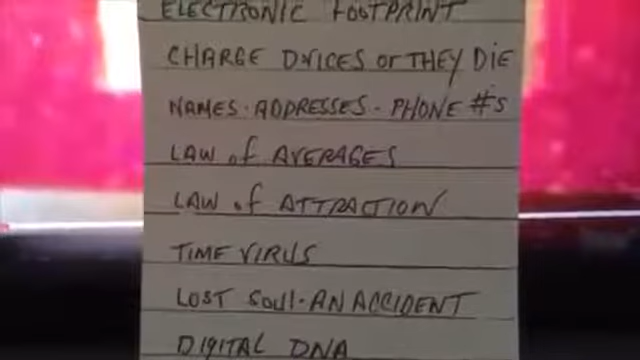 ELECTRONIC FOOTPRINT
CHARGE DVICES or THEY DiE
NAMES · ADDRESSES - PHONE #s
LAW of AVERAGES
LAW of ATTRACTION
TIME VIRUS
LOST SOUl - AN ACCIDENT
DIGITAL DNA